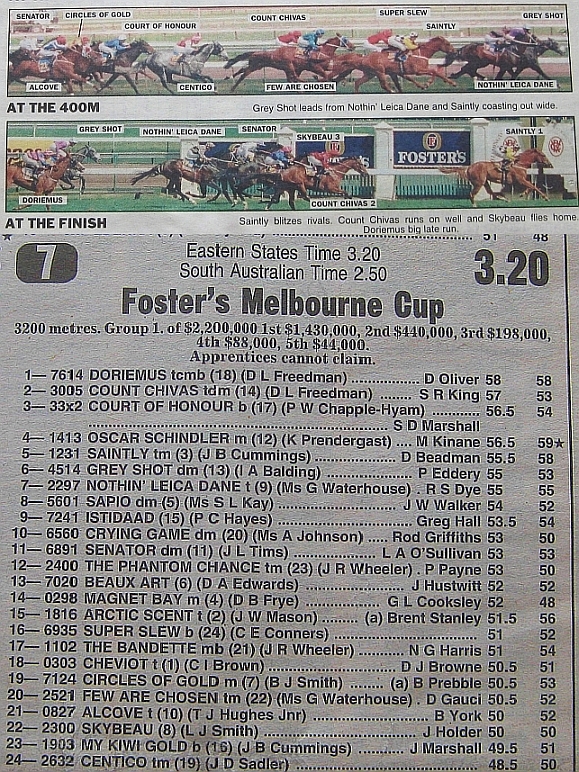 SENATOR CIRCLES OF GOLD COURT OF HONOUR COUNT CHIVAS SUPER SLEW SAINTLY GREY SHOT
ALCOVE CENTICO FEW ARE CHOSEN NOTHIN' LEICA DANE
AT THE 400M Grey Shot leads from Nothin' Leica Dane and Saintly coasting out wide.
GREY SHOT NOTHIN' LEICA DANE SENATOR SKYBEAU 3 SAINTLY 1
FOSTER'S FOSTER'S
DORIEMUS COUNT CHIVAS 2
AT THE FINISH Saintly blitzes rivals. Count Chivas runs on well and Skybeau flies home.
Doriemus big late run.
51 48
7 Eastern States Time 3.20 3.20
South Australian Time 2.50
Foster's Melbourne Cup
3200 metres. Group 1. of $2,200,000 1st $1,430,000, 2nd $440,000, 3rd $198,000,
4th $88,000, 5th $44,000.
Apprentices cannot claim.
1— 7614 DORIEMUS tcmb (18) (D L Freedman) ................ D Oliver 58 58
2— 3005 COUNT CHIVAS tdm (14) (D L Freedman) ........ S R King 57 53
3— 33x2 COURT OF HONOUR b (17) (P W Chapple-Hyam) .............. 56.5 54
................................................ S D Marshall
4— 1413 OSCAR SCHINDLER m (12) (K Prendergast) ..... M Kinane 56.5 59★
5— 1231 SAINTLY tm (3) (J B Cummings) ................. D Beadman 55.5 58
6— 4514 GREY SHOT dm (13) (I A Balding) ................... P Eddery 55 53
7— 2297 NOTHIN' LEICA DANE t (9) (Ms G Waterhouse) . R S Dye 55 55
8— 5601 SAPIO dm (5) (Ms S L Kay) ........................ J W Walker 54 52
9— 7241 ISTIDAAD (15) (P C Hayes) ........................ Greg Hall 53.5 54
10— 6560 CRYING GAME dm (20) (Ms A Johnson) .... Rod Griffiths 53 50
11— 6891 SENATOR dm (11) (J L Tims) .................. L A O'Sullivan 53 53
12— 2400 THE PHANTOM CHANCE tm (23) (J R Wheeler) . P Payne 53 50
13— 7020 BEAUX ART (6) (D A Edwards) ..................... J Hustwitt 52 52
14— 0298 MAGNET BAY m (4) (D B Frye) ................. G L Cooksley 52 48
15— 1816 ARCTIC SCENT t (2) (J W Mason) ........ (a) Brent Stanley 51.5 56
16— 6935 SUPER SLEW b (24) (C E Conners) ........................ 51 52
17— 1102 THE BANDETTE mb (21) (J R Wheeler) ............ N G Harris 51 54
18— 0303 CHEVIOT t (1) (C I Brown) ........................ D J Browne 50.5 51
19— 7124 CIRCLES OF GOLD m (7) (B J Smith) ........ (a) B Prebble 50.5 53
20— 2521 FEW ARE CHOSEN tm (22) (Ms G Waterhouse) . D Gauci 50.5 52
21— 0827 ALCOVE t (10) (T J Hughes Jnr) ...................... B York 50 52
22— 2300 SKYBEAU (8) (L J Smith) ........................... J Holder 50 50
23— 1903 MY KIWI GOLD b (16) (J B Cummings) ....... J Marshall 49.5 51
24— 2632 CENTICO tm (19) (J D Sadler) ........................ 48.5 50